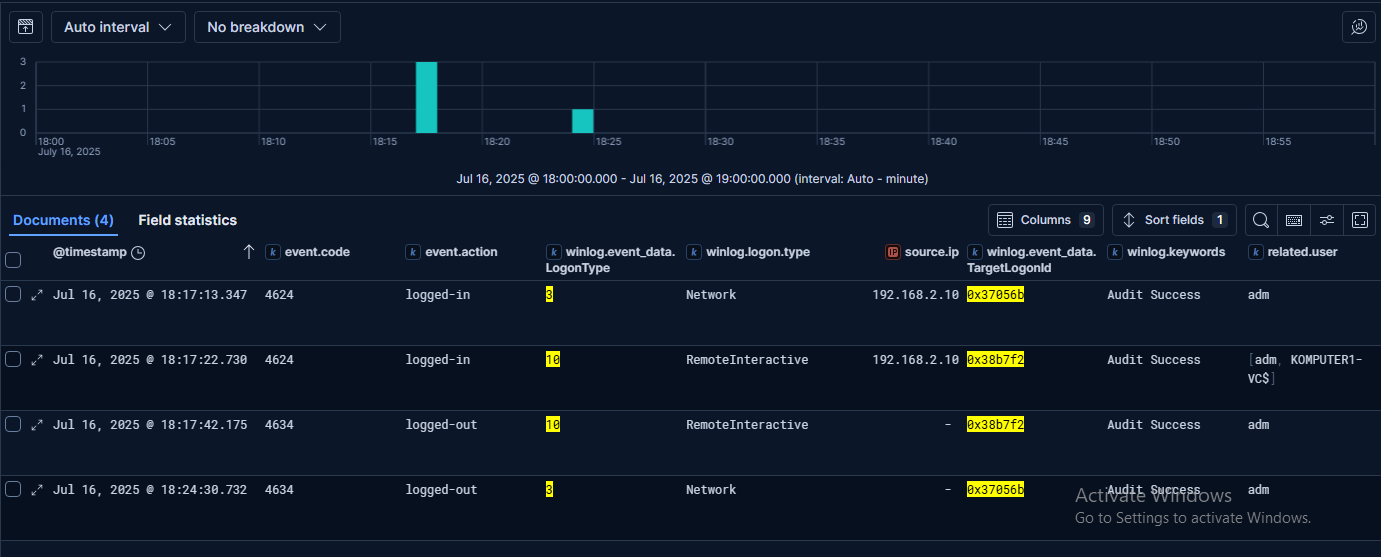 Auto interval No breakdown
3
2
1
0
18:00 18:05 18:10 18:15 18:20 18:25 18:30 18:35 18:40 18:45 18:50 18:55
July 16, 2025
Jul 16, 2025 @ 18:00:00.000 - Jul 16, 2025 @ 19:00:00.000 (interval: Auto - minute)
Documents (4) Field statistics Columns 9 Sort fields 1
@timestamp k event.code k event.action k winlog.event_data. k winlog.logon.type IP source.ip k winlog.event_data. k winlog.keywords k related.user
LogonType TargetLogonId
Jul 16, 2025 @ 18:17:13.347 4624 logged-in 3 Network 192.168.2.10 0x37056b Audit Success adm
Jul 16, 2025 @ 18:17:22.730 4624 logged-in 10 RemoteInteractive 192.168.2.10 0x38b7f2 Audit Success [adm, KOMPUTER1-
VC$]
Jul 16, 2025 @ 18:17:42.175 4634 logged-out 10 RemoteInteractive - 0x38b7f2 Audit Success adm
Jul 16, 2025 @ 18:24:30.732 4634 logged-out 3 Network - 0x37056b Audit Success adm
Activate Windows
Go to Settings to activate Windows.